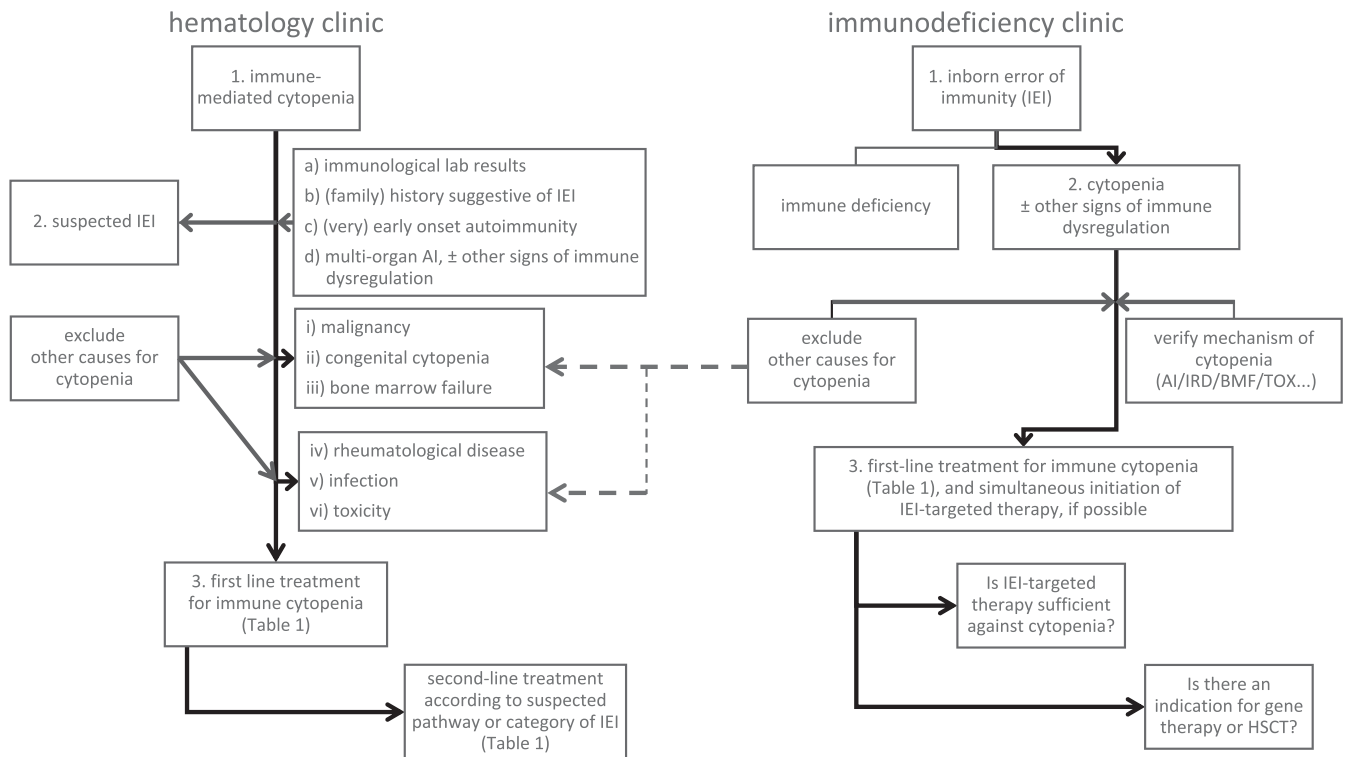 hematology clinic
1. immune-
mediated cytopenia
a) immunological lab results
b) (family) history suggestive of IEI
c) (very) early onset autoimmunity
d) multi-organ AI, ± other signs of immune
dysregulation
2. suspected IEI
exclude
other causes for
cytopenia
i) malignancy
ii) congenital cytopenia
iii) bone marrow failure
iv) rheumatological disease
v) infection
vi) toxicity
3. first line treatment
for immune cytopenia
(Table 1)
second-line treatment
according to suspected
pathway or category of IEI
(Table 1)
immunodeficiency clinic
1. inborn error of
immunity (IEI)
immune deficiency
2. cytopenia
± other signs of immune
dysregulation
exclude
other causes for
cytopenia
verify mechanism of
cytopenia
(AI/IRD/BMF/TOX...)
3. first-line treatment for immune cytopenia
(Table 1), and simultaneous initiation of
IEI-targeted therapy, if possible
Is IEI-targeted
therapy sufficient
against cytopenia?
Is there an
indication for gene
therapy or HSCT?